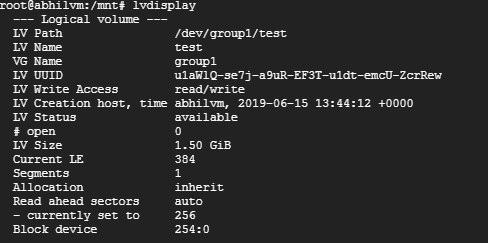 root@abhilvm:/mnt# lvdisplay
--- Logical volume ---
LV Path /dev/group1/test
LV Name test
VG Name group1
LV UUID u1aWlQ-se7j-a9uR-EF3T-u1dt-emcU-ZcrRew
LV Write Access read/write
LV Creation host, time abhilvm, 2019-06-15 13:44:12 +0000
LV Status available
# open 0
LV Size 1.50 GiB
Current LE 384
Segments 1
Allocation inherit
Read ahead sectors auto
- currently set to 256
Block device 254:0